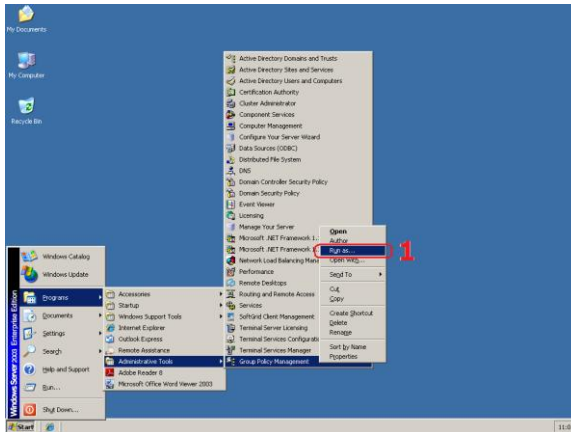 My Documents
My Computer
Recycle Bin
Active Directory Domains and Trusts
Active Directory Sites and Services
Active Directory Users and Computers
Certification Authority
Cluster Administrator
Component Services
Computer Management
Configure Your Server Wizard
Data Sources (ODBC)
Distributed File System
DNS
Domain Controller Security Policy
Domain Security Policy
Event Viewer
Licensing
Manage Your Server
Microsoft .NET Framework 1.
Microsoft .NET Framework
Network Load Balancing Mana
Performance
Remote Desktops
Routing and Remote Access
Services
SoftGrid Client Management
Terminal Server Licensing
Terminal Services Configurati
Terminal Services Manager
Group Policy Management
Open
Author
Run as...
1
Open With...
Send To
Cut
Copy
Create Shortcut
Delete
Rename
Sort by Name
Properties
Windows Catalog
Windows Update
Programs
Documents
Settings
Search
Help and Support
Run...
Shut Down...
Windows Server 2003 Enterprise Edition
Accessories
Startup
Windows Support Tools
Internet Explorer
Outlook Express
Remote Assistance
Administrative Tools
Adobe Reader 8
Microsoft Office Word Viewer 2003
Start
11:0